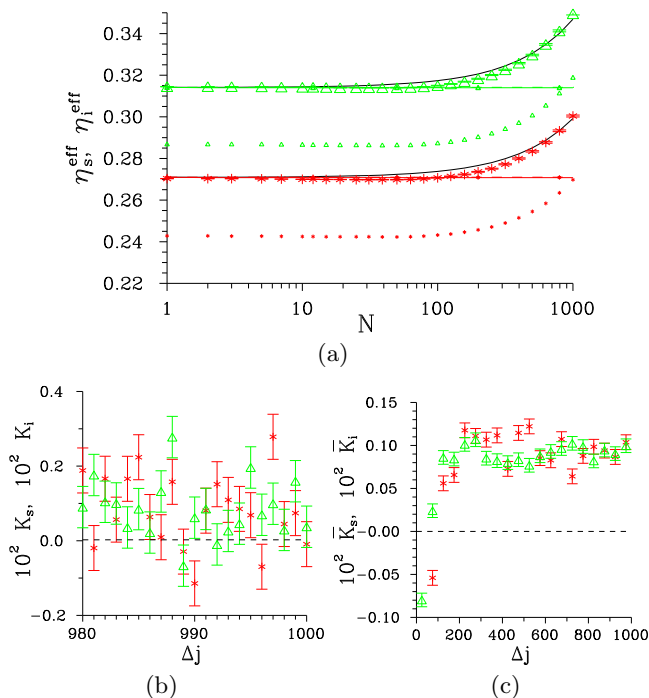 0.34
0.32
0.30
0.28
0.26
0.24
0.22
η_s^eff, η_i^eff
1 10 100 1000
N
(a)
0.4
0.2
0.0
−0.2
10² K_s, 10² K_i
980 990 1000
Δj
(b)
0.15
0.10
0.05
0.00
−0.05
−0.10
10² K̅_s, 10² K̅_i
0 200 400 600 800 1000
Δj
(c)